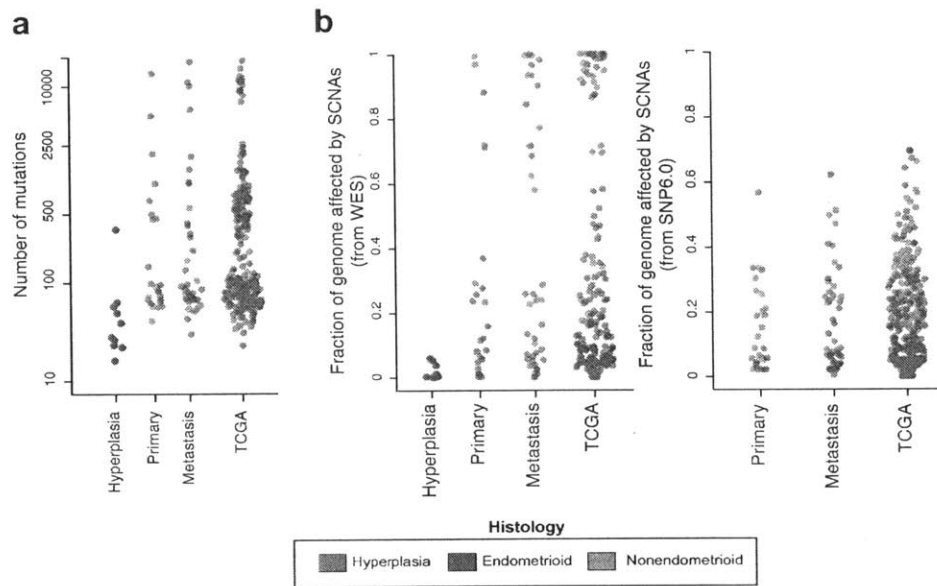 a
Number of mutations
10000
2500
500
100
10
Hyperplasia
Primary
Metastasis
TCGA
b
Fraction of genome affected by SCNAs
(from WES)
1
0.8
0.6
0.4
0.2
0
Hyperplasia
Primary
Metastasis
TCGA
Fraction of genome affected by SCNAs
(from SNP6.0)
1
0.8
0.6
0.4
0.2
0
Primary
Metastasis
TCGA
Histology
Hyperplasia Endometrioid Nonendometrioid